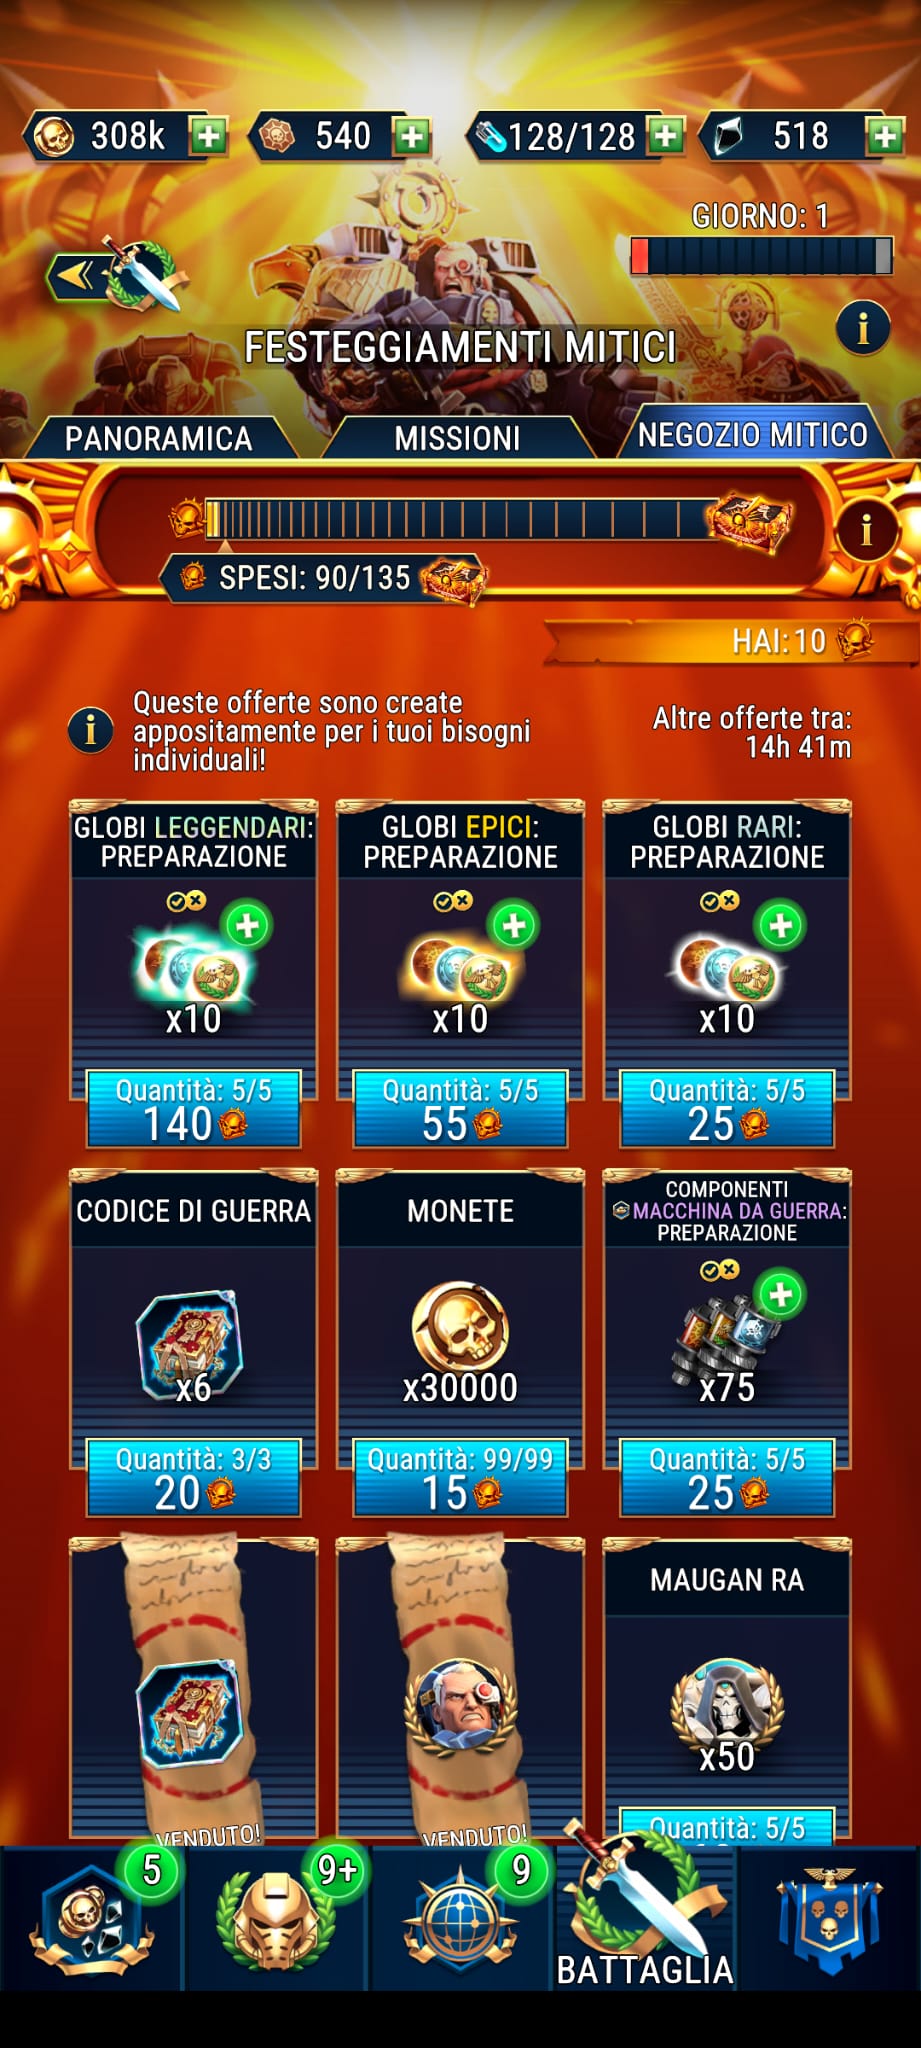 308k
540
128/128
518
GIORNO: 1
FESTEGGIAMENTI MITICI
PANORAMICA
MISSIONI
NEGOZIO MITICO
SPESI: 90/135
HAI: 10
Queste offerte sono create
appositamente per i tuoi bisogni
individuali!
Altre offerte tra:
14h 41m
GLOBI LEGGENDARI:
PREPARAZIONE
x10
Quantità: 5/5
140
GLOBI EPICI:
PREPARAZIONE
x10
Quantità: 5/5
55
GLOBI RARI:
PREPARAZIONE
x10
Quantità: 5/5
25
CODICE DI GUERRA
x6
Quantità: 3/3
20
MONETE
x30000
Quantità: 99/99
15
COMPONENTI
MACCHINA DA GUERRA:
PREPARAZIONE
x75
Quantità: 5/5
25
VENDUTO!
VENDUTO!
MAUGAN RA
x50
Quantità: 5/5
5
9+
9
BATTAGLIA